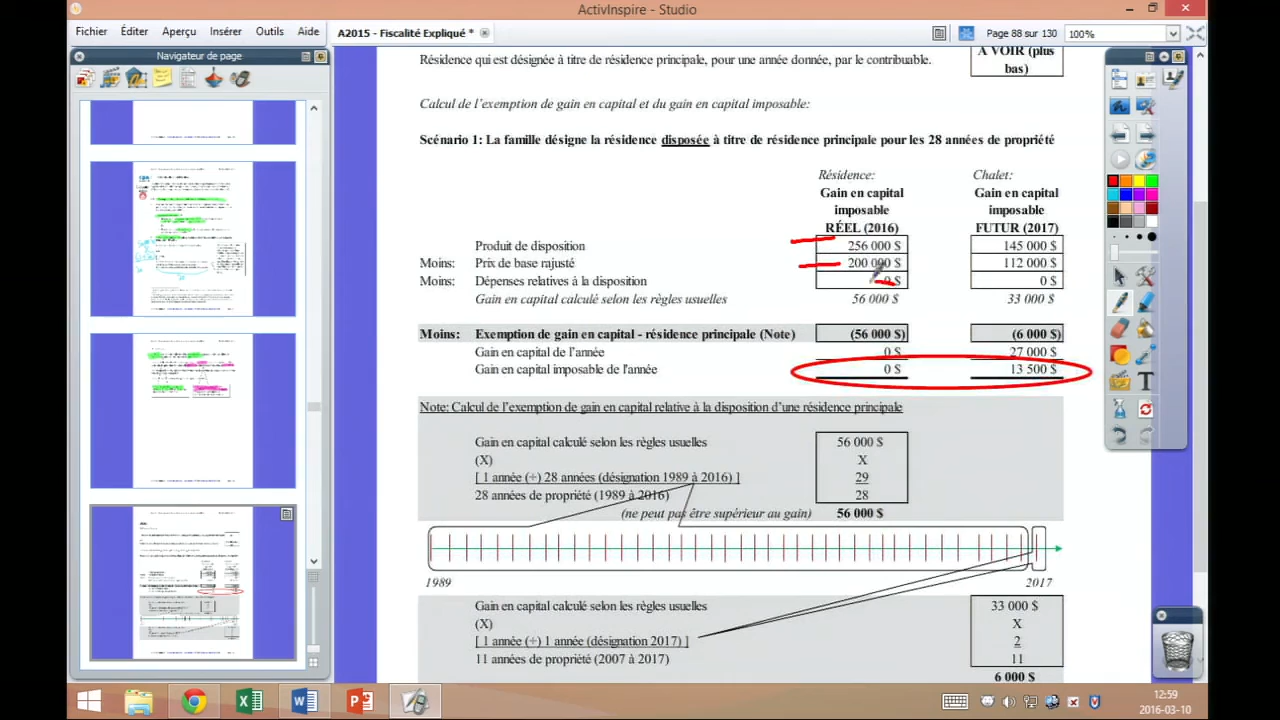 ActivInspire - Studio
Fichier Éditer Aperçu Insérer Outils Aide
A2015 - Fiscalité Expliqué *
Page 88 sur 130
100%
Navigateur de page
Résidence qui est désignée à titre de résidence principale, pour une année donnée, par le contribuable.
A VOIR (plus
bas)
Calcul de l'exemption de gain en capital et du gain en capital imposable:
Scénario 1: La famille désigne la résidence disposée à titre de résidence principale pour les 28 années de propriété
Résidence: Chalet:
Gain en capital Gain en capital
imposable imposable
RÉEL (2016) FUTUR (2017)
Produit de disposition 256 000 $ 145 000 $
Moins: Prix de base rajusté 200 000 $ 112 000 $
Moins: Dépenses relatives à la disposition $ 0 $
Gain en capital calculé selon les règles usuelles 56 000 $ 33 000 $
Moins: Exemption de gain en capital - résidence principale (Note) (56 000 $) (6 000 $)
Gain en capital de l'année 0 $ 27 000 $
Gain en capital imposable de l'année 0 $ 13 500 $
Note: Calcul de l'exemption de gain en capital relative à la disposition d'une résidence principale
Gain en capital calculé selon les règles usuelles 56 000 $
(X) X
[ 1 année (+) 28 années (désignation 1989 à 2016) ] 29
28 années de propriété (1989 à 2016) 28
(ne peut pas être supérieur au gain) 56 000 $
1989 2017
Gain en capital calculé selon les règles usuelles 33 000 $
(X) X
[ 1 année (+) 1 année (désignation 2017) ] 2
11 années de propriété (2007 à 2017) 11
6 000 $
12:59
2016-03-10